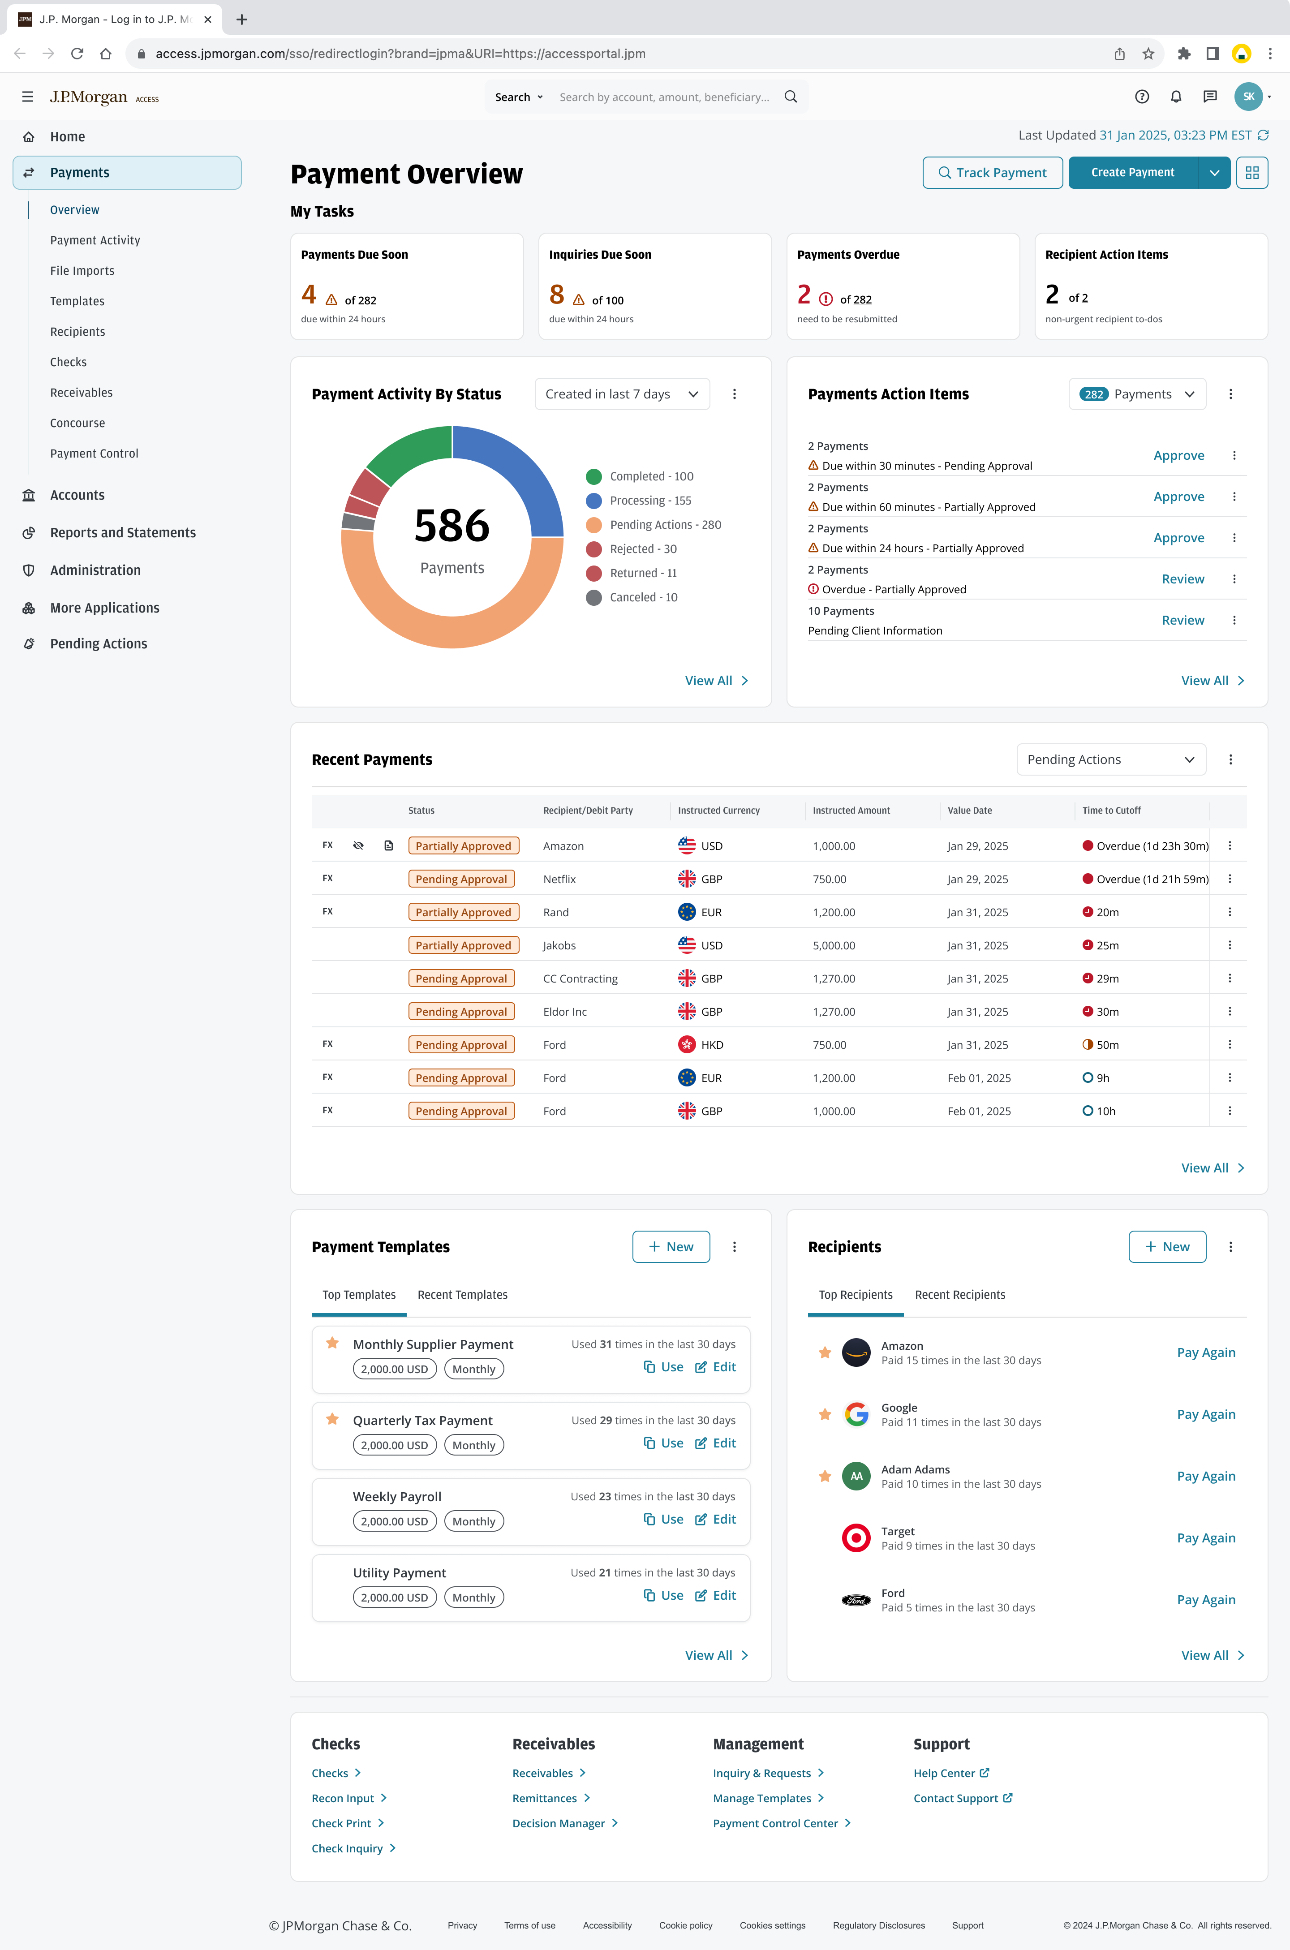 JPM J.P. Morgan - Log in to J.P. M
access.jpmorgan.com/sso/redirectlogin?brand=jpma&URI=https://accessportal.jpm
J.P.Morgan ACCESS
Search
Search by account, amount, beneficiary...
SK
Home
Payments
Overview
Payment Activity
File Imports
Templates
Recipients
Checks
Receivables
Concourse
Payment Control
Accounts
Reports and Statements
Administration
More Applications
Pending Actions
Last Updated 31 Jan 2025, 03:23 PM EST
Payment Overview
Track Payment
Create Payment
My Tasks
Payments Due Soon
4 of 282
due within 24 hours
Inquiries Due Soon
8 of 100
due within 24 hours
Payments Overdue
2 of 282
need to be resubmitted
Recipient Action Items
2 of 2
non-urgent recipient to-dos
Payment Activity By Status
Created in last 7 days
586
Payments
Completed - 100
Processing - 155
Pending Actions - 280
Rejected - 30
Returned - 11
Canceled - 10
View All
Payments Action Items
282 Payments
2 Payments
Due within 30 minutes - Pending Approval
Approve
2 Payments
Due within 60 minutes - Partially Approved
Approve
2 Payments
Due within 24 hours - Partially Approved
Approve
2 Payments
Overdue - Partially Approved
Review
10 Payments
Pending Client Information
Review
View All
Recent Payments
Pending Actions
Status Recipient/Debit Party Instructed Currency Instructed Amount Value Date Time to Cutoff
FX Partially Approved Amazon USD 1,000.00 Jan 29, 2025 Overdue (1d 23h 30m)
FX Pending Approval Netflix GBP 750.00 Jan 29, 2025 Overdue (1d 21h 59m)
FX Partially Approved Rand EUR 1,200.00 Jan 31, 2025 20m
Partially Approved Jakobs USD 5,000.00 Jan 31, 2025 25m
Pending Approval CC Contracting GBP 1,270.00 Jan 31, 2025 29m
Pending Approval Eldor Inc GBP 1,270.00 Jan 31, 2025 30m
FX Pending Approval Ford HKD 750.00 Jan 31, 2025 50m
FX Pending Approval Ford EUR 1,200.00 Feb 01, 2025 9h
FX Pending Approval Ford GBP 1,000.00 Feb 01, 2025 10h
View All
Payment Templates
New
Top Templates Recent Templates
Monthly Supplier Payment
Used 31 times in the last 30 days
2,000.00 USD Monthly
Use Edit
Quarterly Tax Payment
Used 29 times in the last 30 days
2,000.00 USD Monthly
Use Edit
Weekly Payroll
Used 23 times in the last 30 days
2,000.00 USD Monthly
Use Edit
Utility Payment
Used 21 times in the last 30 days
2,000.00 USD Monthly
Use Edit
View All
Recipients
New
Top Recipients Recent Recipients
Amazon
Paid 15 times in the last 30 days
Pay Again
Google
Paid 11 times in the last 30 days
Pay Again
AA
Adam Adams
Paid 10 times in the last 30 days
Pay Again
Target
Paid 9 times in the last 30 days
Pay Again
Ford
Ford
Paid 5 times in the last 30 days
Pay Again
View All
Checks
Checks
Recon Input
Check Print
Check Inquiry
Receivables
Receivables
Remittances
Decision Manager
Management
Inquiry & Requests
Manage Templates
Payment Control Center
Support
Help Center
Contact Support
© JPMorgan Chase & Co. Privacy Terms of use Accessibility Cookie policy Cookies settings Regulatory Disclosures Support © 2024 J.P.Morgan Chase & Co. All rights reserved.